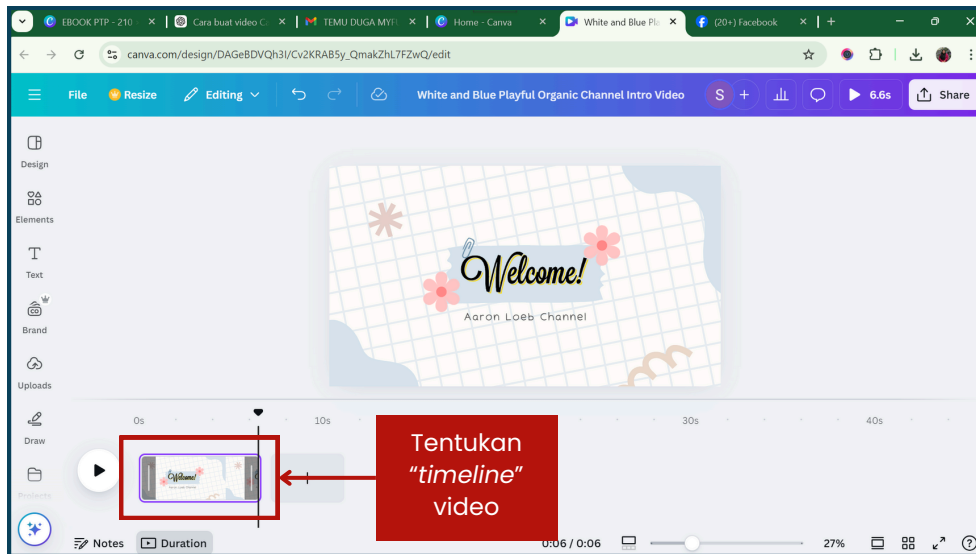 EBOOK PTP - 210
Cara buat video C
TEMU DUGA MYF
Home - Canva
White and Blue Pla
(20+) Facebook
canva.com/design/DAGeBDVQh3I/Cv2KRAB5y_QmakZhL7FZwQ/edit
File
Resize
Editing
White and Blue Playful Organic Channel Intro Video
S
6.6s
Share
Design
Elements
Text
Brand
Uploads
Draw
Projects
Welcome!
Aaron Loeb Channel
0s
10s
30s
40s
Welcome!
Tentukan
“timeline”
video
Notes
Duration
0:06 / 0:06
27%